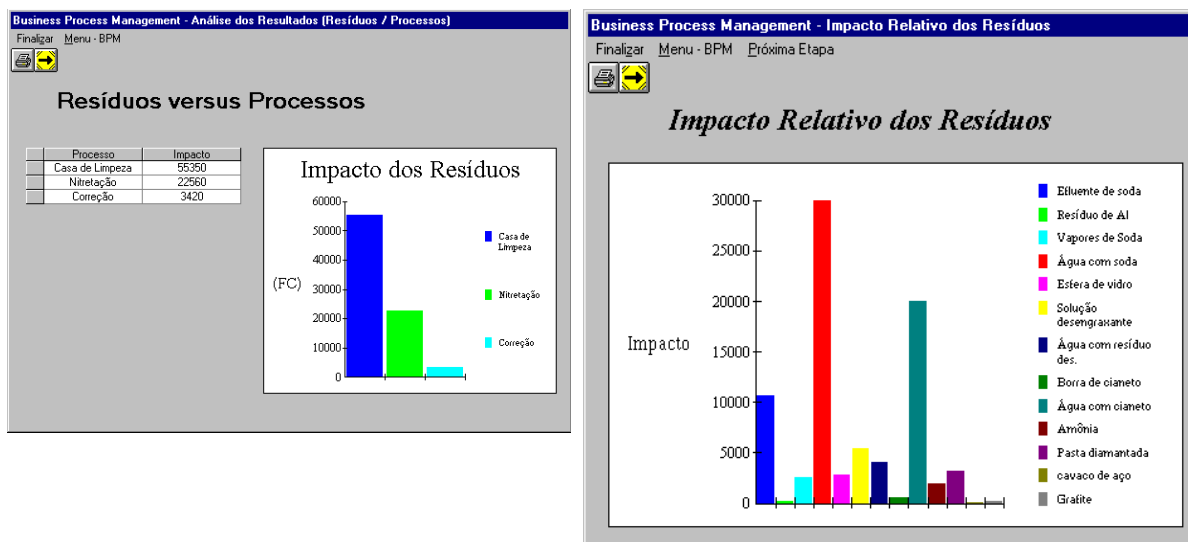 Business Process Management - Análise dos Resultados (Resíduos / Processos)
Finalizar Menu - BPM
Resíduos versus Processos
Processo Impacto
Casa de Limpeza 55350
Nitretação 22560
Correção 3420
Impacto dos Resíduos
60000
50000
40000
30000
20000
10000
0
(FC)
Casa de
Limpeza
Nitretação
Correção
Business Process Management - Impacto Relativo dos Resíduos
Finalizar Menu - BPM Próxima Etapa
Impacto Relativo dos Resíduos
30000
25000
20000
15000
10000
5000
0
Impacto
Efluente de soda
Resíduo de Al
Vapores de Soda
Água com soda
Esfera de vidro
Solução
desengraxante
Água com resíduo
des.
Borra de cianeto
Água com cianeto
Amônia
Pasta diamantada
cavaco de aço
Grafite